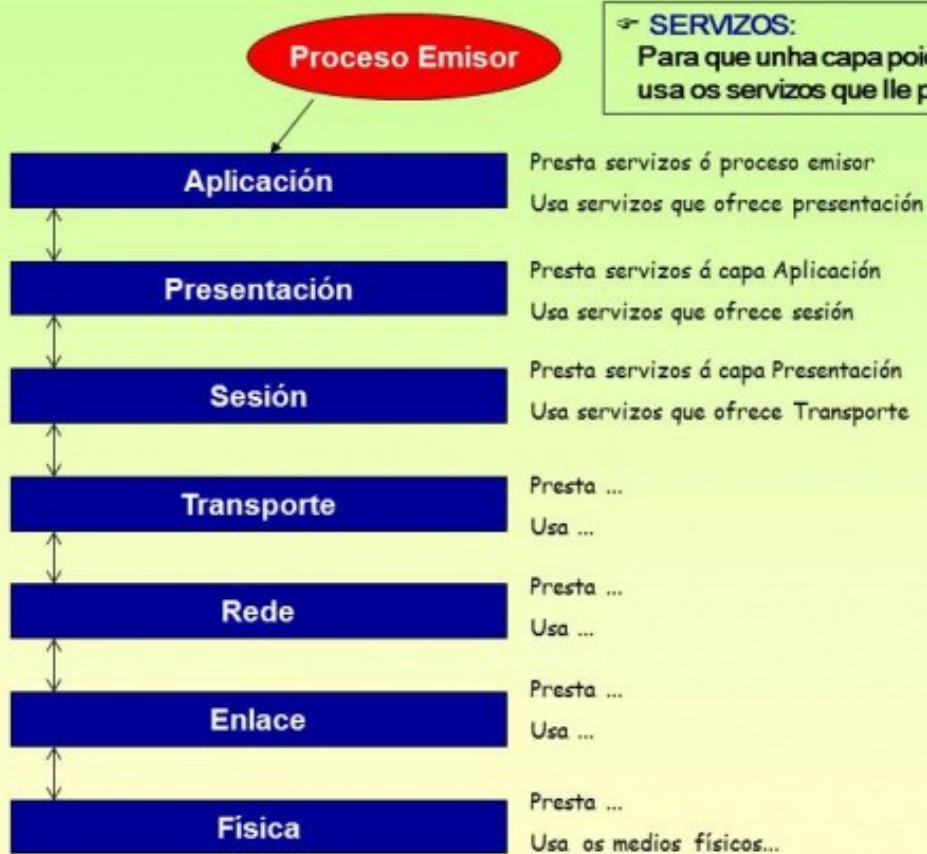 Proceso Emisor
☞ SERVIZOS:
Para que unha capa
usa os servizos que lle
Aplicación
Presta servizos ó proceso emisor
Usa servizos que ofrece presentación
Presentación
Presta servizos á capa Aplicación
Usa servizos que ofrece sesión
Sesión
Presta servizos á capa Presentación
Usa servizos que ofrece Transporte
Transporte
Presta ...
Usa ...
Rede
Presta ...
Usa ...
Enlace
Presta ...
Usa ...
Física
Presta ...
Usa os medios físicos...